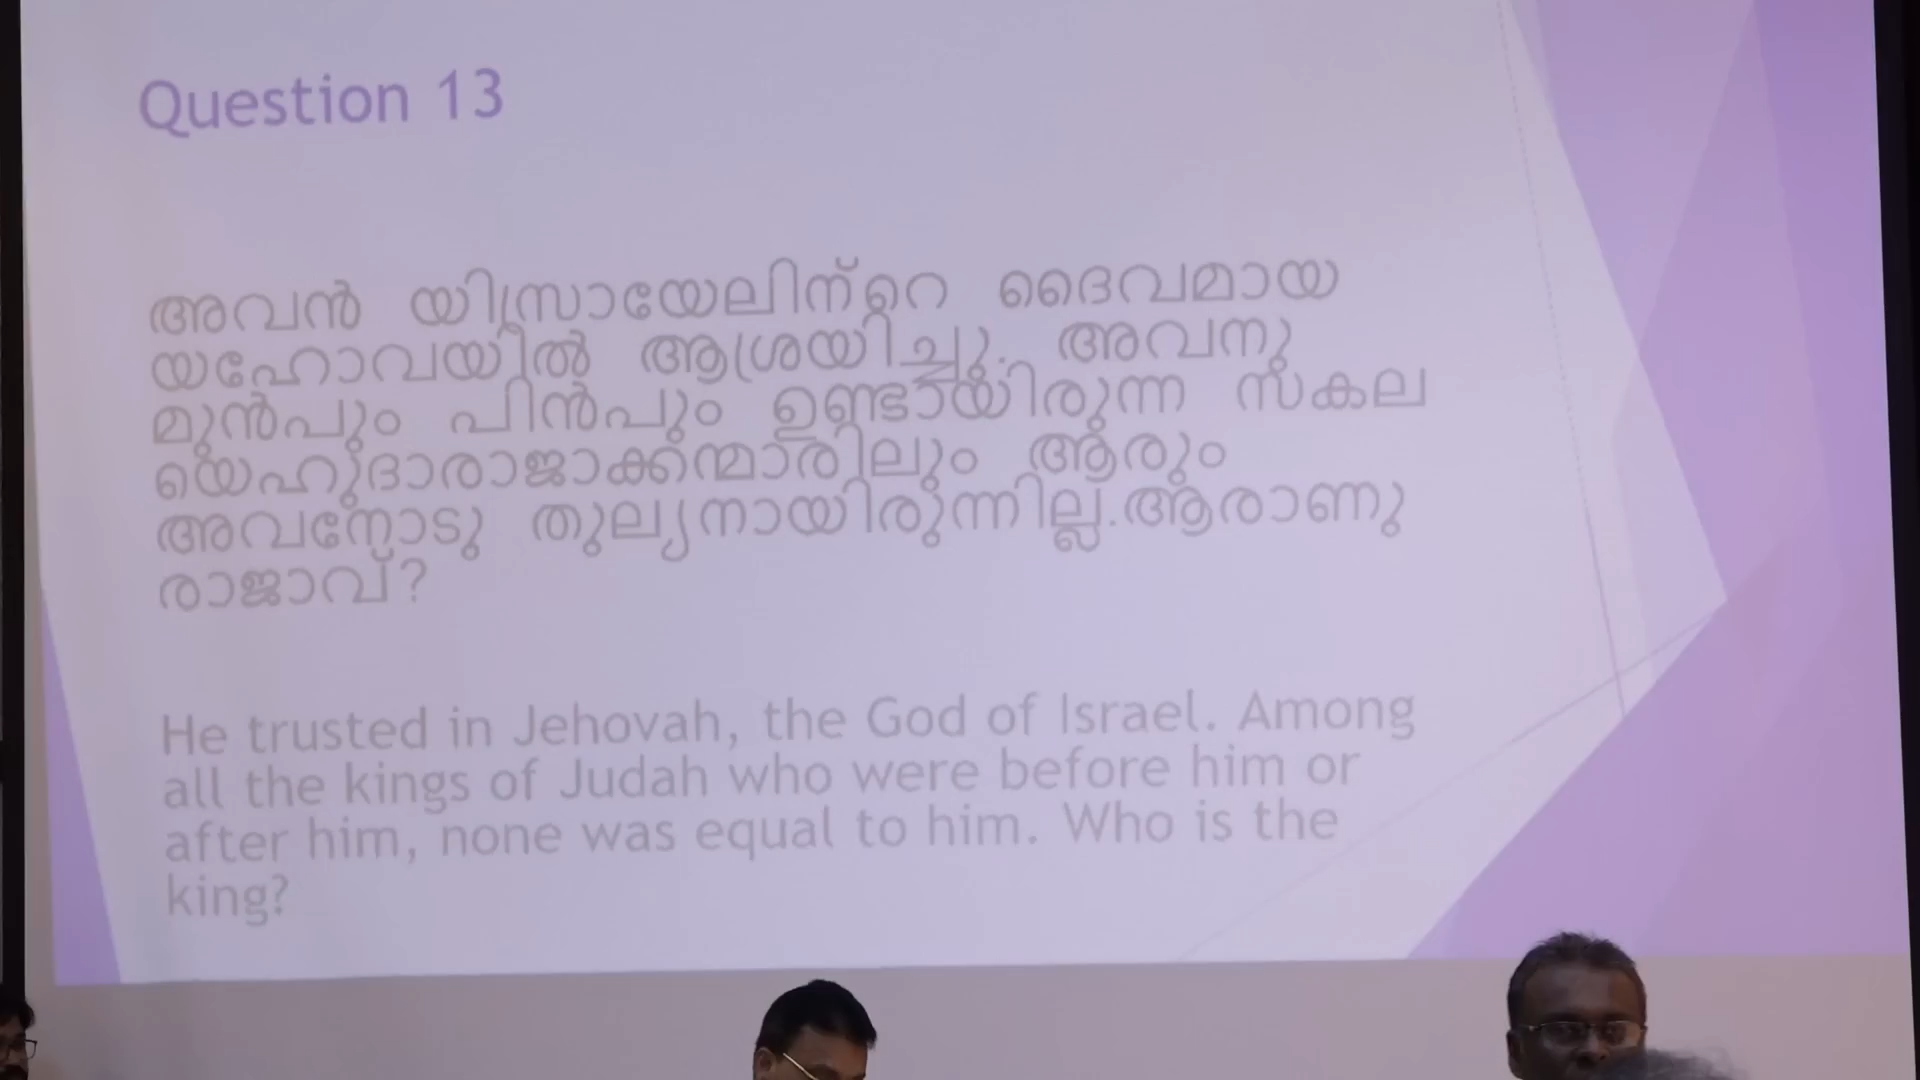 Question 13
അവൻ യിസ്രായേലിന്റെ ദൈവമായ
യഹോവയിൽ ആശ്രയിച്ചു. അവനു
മുൻപും പിൻപും ഉണ്ടായിരുന്ന സകല
യെഹൂദാരാജാക്കന്മാരിലും ആരും
അവനോടു തുല്യനായിരുന്നില്ല.ആരാണു
രാജാവ്?
He trusted in Jehovah, the God of Israel. Among
all the kings of Judah who were before him or
after him, none was equal to him. Who is the
king?